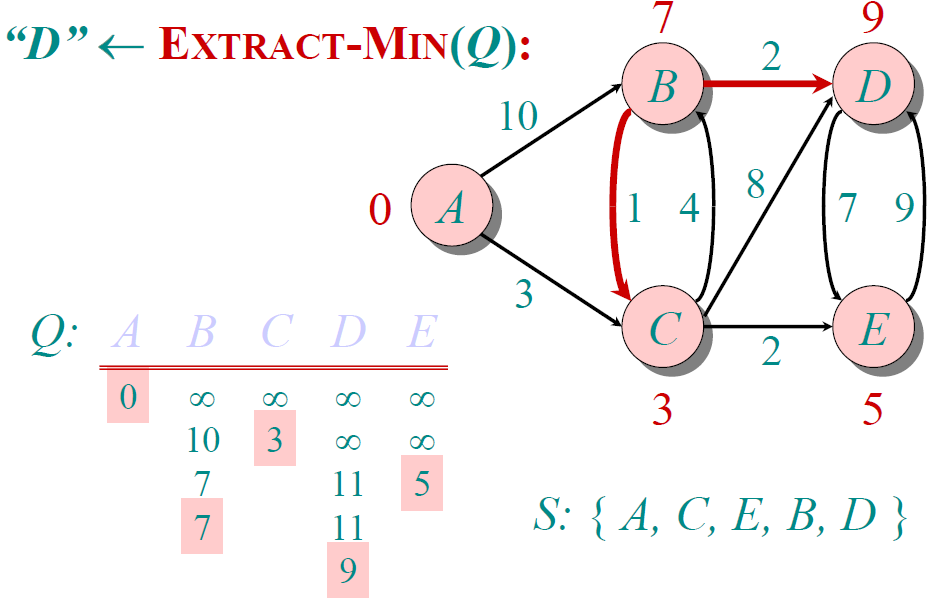 “D” ← EXTRACT-MIN(Q):
7 9
B 2 D
10
A
0 1 4 8 7 9
3
Q: A B C D E
C 2 E
3 5
0 ∞ ∞ ∞ ∞
10 3 ∞ ∞
7 11 5
7 11
9
S: { A, C, E, B, D }